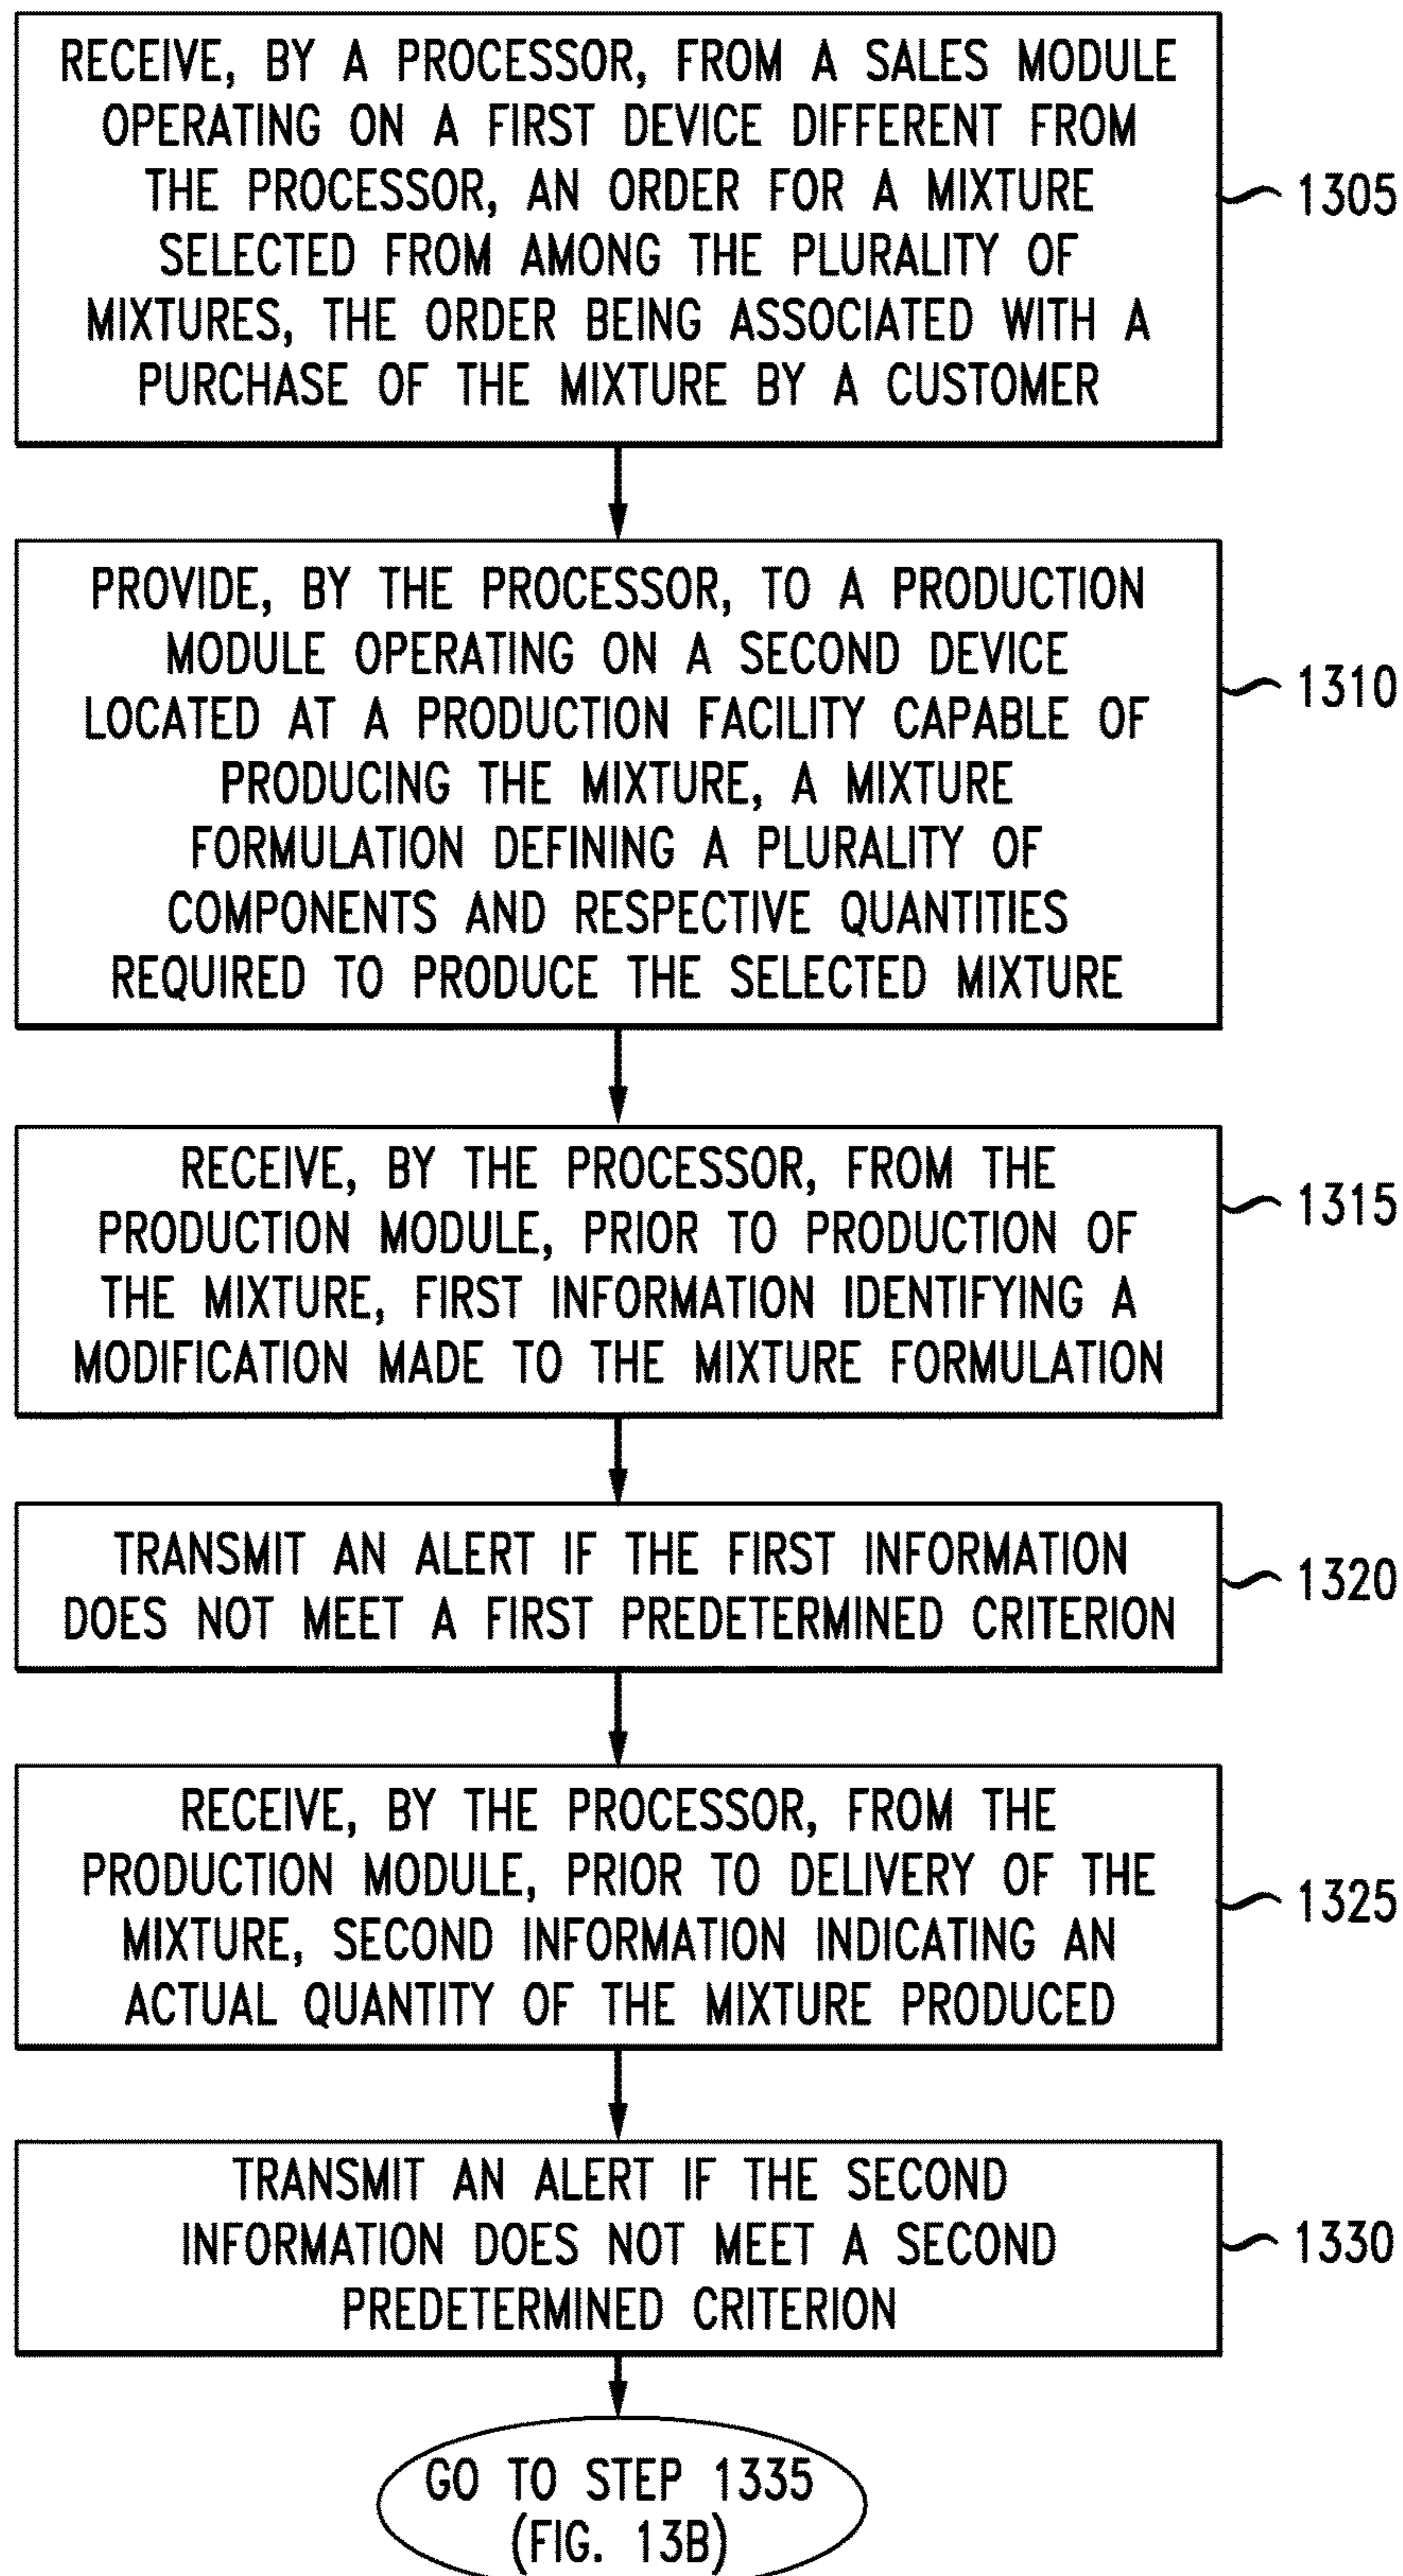 RECEIVE, BY A PROCESSOR, FROM A SALES MODULE
OPERATING ON A FIRST DEVICE DIFFERENT FROM
THE PROCESSOR, AN ORDER FOR A MIXTURE
SELECTED FROM AMONG THE PLURALITY OF
MIXTURES, THE ORDER BEING ASSOCIATED WITH A
PURCHASE OF THE MIXTURE BY A CUSTOMER
1305
PROVIDE, BY THE PROCESSOR, TO A PRODUCTION
MODULE OPERATING ON A SECOND DEVICE
LOCATED AT A PRODUCTION FACILITY CAPABLE OF
PRODUCING THE MIXTURE, A MIXTURE
FORMULATION DEFINING A PLURALITY OF
COMPONENTS AND RESPECTIVE QUANTITIES
REQUIRED TO PRODUCE THE SELECTED MIXTURE
1310
RECEIVE, BY THE PROCESSOR, FROM THE
PRODUCTION MODULE, PRIOR TO PRODUCTION OF
THE MIXTURE, FIRST INFORMATION IDENTIFYING A
MODIFICATION MADE TO THE MIXTURE FORMULATION
1315
TRANSMIT AN ALERT IF THE FIRST INFORMATION
DOES NOT MEET A FIRST PREDETERMINED CRITERION
1320
RECEIVE, BY THE PROCESSOR, FROM THE
PRODUCTION MODULE, PRIOR TO DELIVERY OF THE
MIXTURE, SECOND INFORMATION INDICATING AN
ACTUAL QUANTITY OF THE MIXTURE PRODUCED
1325
TRANSMIT AN ALERT IF THE SECOND
INFORMATION DOES NOT MEET A SECOND
PREDETERMINED CRITERION
1330
GO TO STEP 1335
(FIG. 13B)